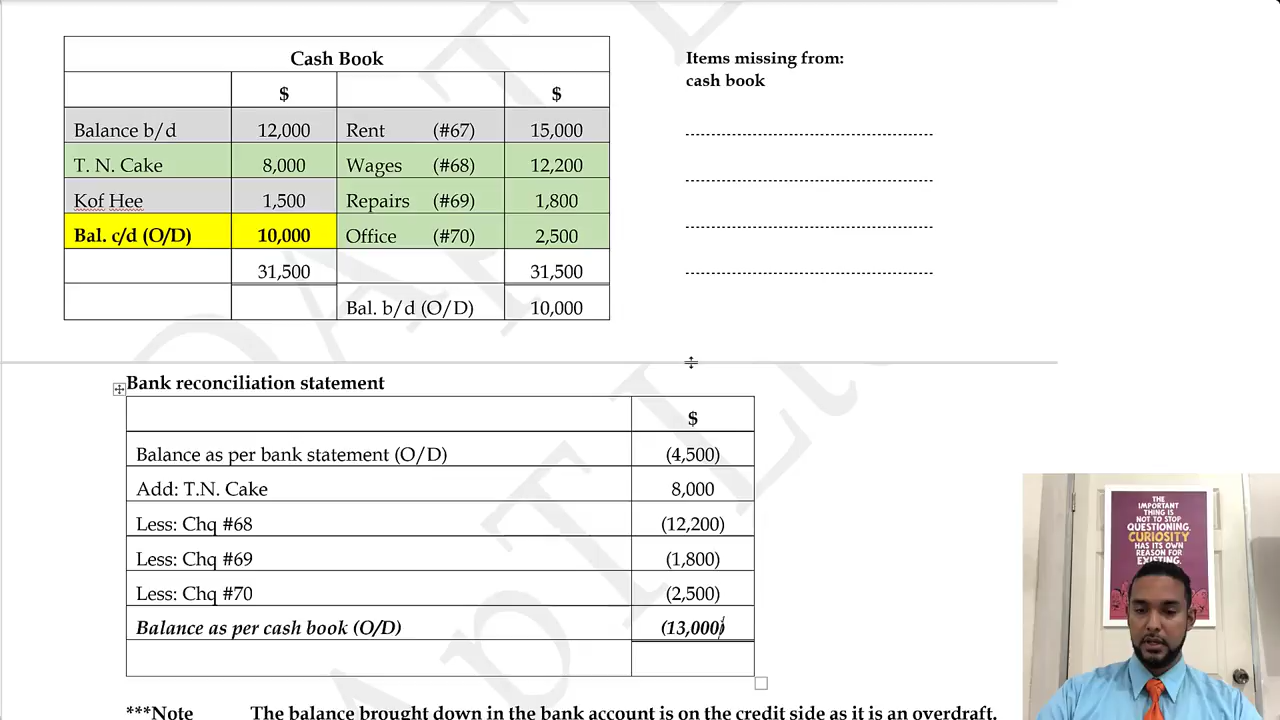 Cash Book
$ $
Balance b/d 12,000 Rent (#67) 15,000
T. N. Cake 8,000 Wages (#68) 12,200
Kof Hee 1,500 Repairs (#69) 1,800
Bal. c/d (O/D) 10,000 Office (#70) 2,500
31,500 31,500
Bal. b/d (O/D) 10,000
Items missing from:
cash book
Bank reconciliation statement
$
Balance as per bank statement (O/D) (4,500)
Add: T.N. Cake 8,000
Less: Chq #68 (12,200)
Less: Chq #69 (1,800)
Less: Chq #70 (2,500)
Balance as per cash book (O/D) (13,000)
***Note The balance brought down in the bank account is on the credit side as it is an overdraft.
THE
IMPORTANT
THING IS
NOT TO STOP
QUESTIONING.
CURIOSITY
HAS ITS OWN
REASON FOR
EXISTING.